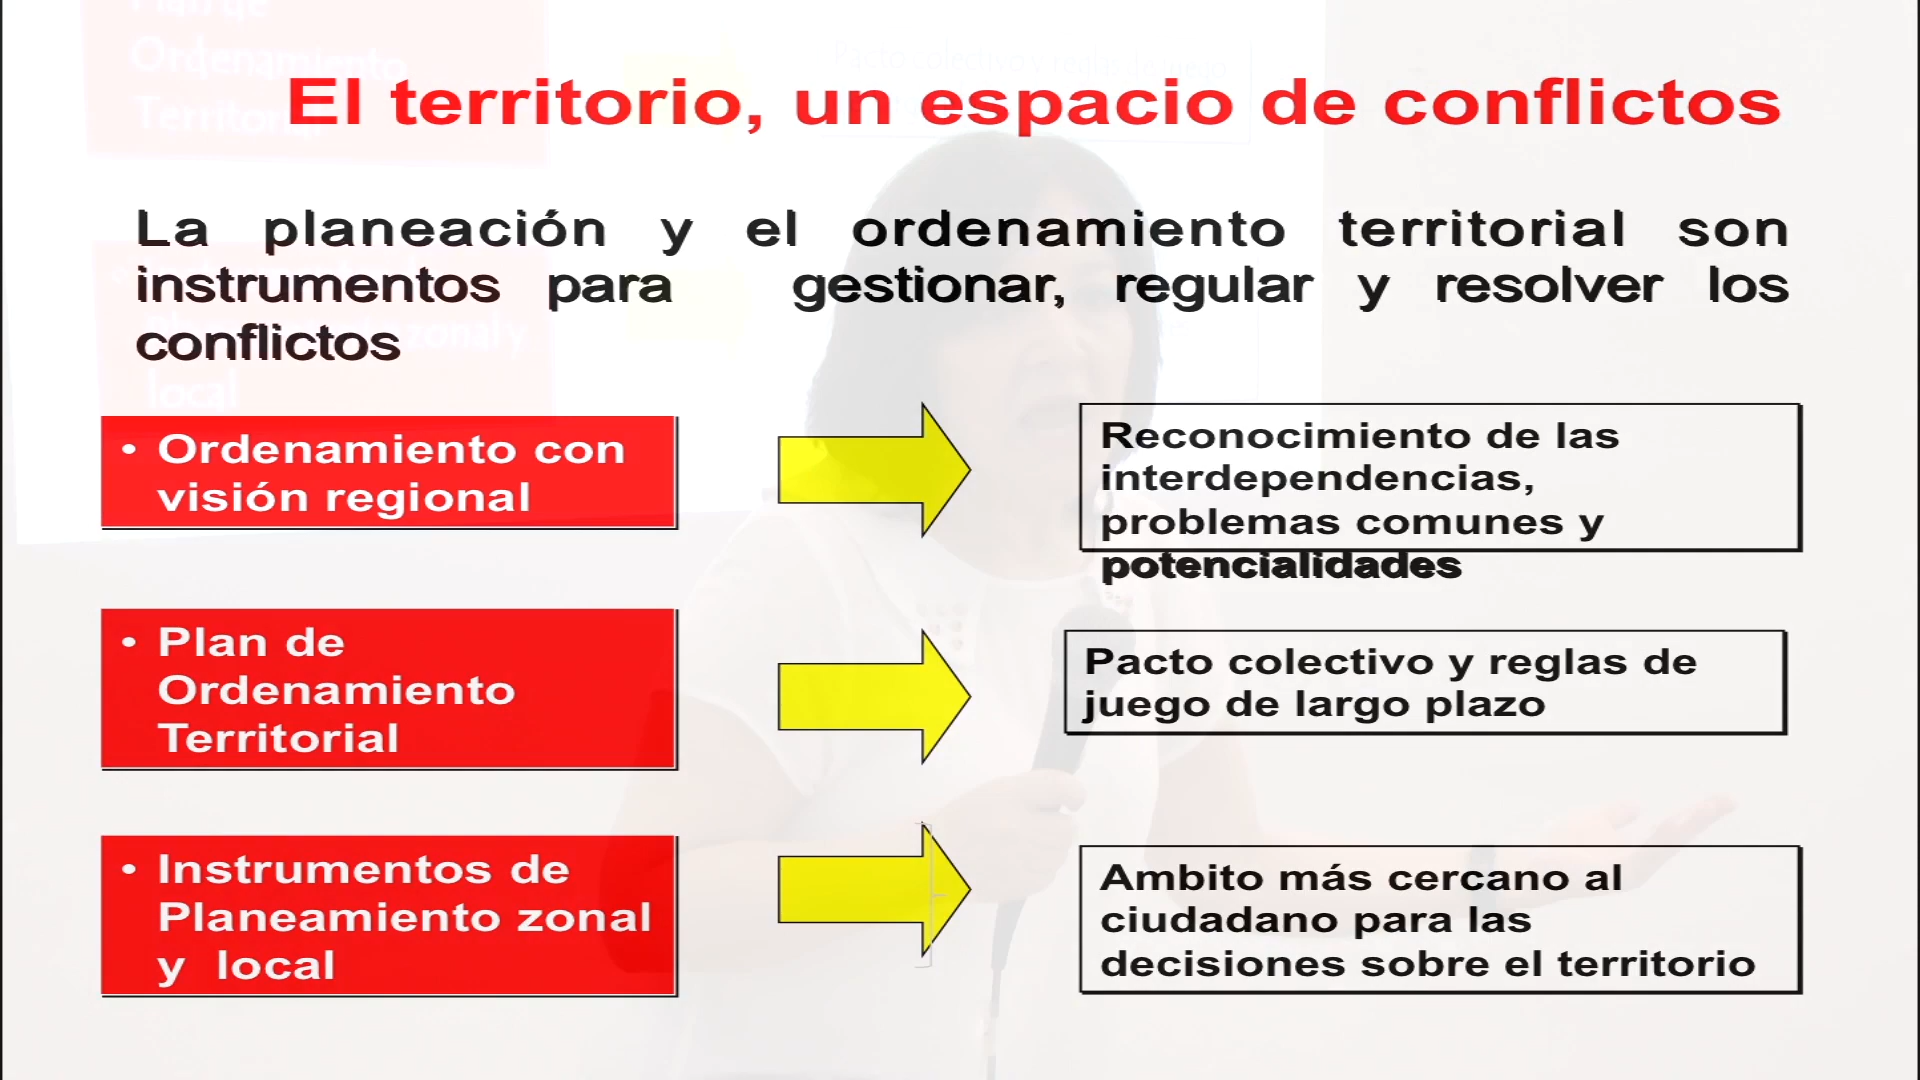 El territorio, un espacio de conflictos
La planeación y el ordenamiento territorial son
instrumentos para gestionar, regular y resolver los
conflictos
• Ordenamiento con
visión regional
Reconocimiento de las
interdependencias,
problemas comunes y
potencialidades
• Plan de
Ordenamiento
Territorial
Pacto colectivo y reglas de
juego de largo plazo
• Instrumentos de
Planeamiento zonal
y local
Ambito más cercano al
ciudadano para las
decisiones sobre el territorio